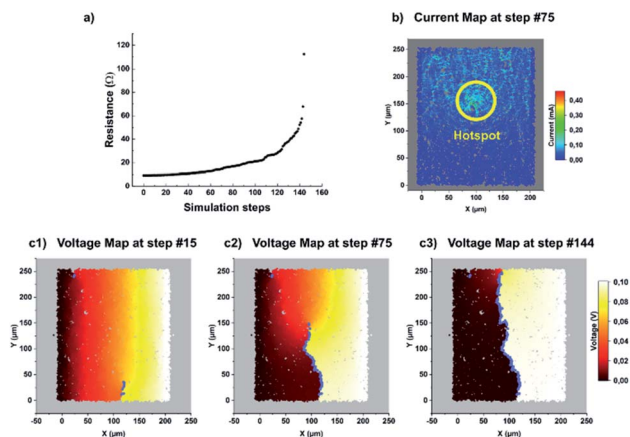 a)
b) Current Map at step #75
Resistance (Ω)
120
100
80
60
40
20
0
0 20 40 60 80 100 120 140 160
Simulation steps
Y (µm)
250
200
150
100
50
0
Hotspot
0 50 100 150 200
X (µm)
Current (mA)
0,40
0,30
0,20
0,10
0,00
c1) Voltage Map at step #15
Y (µm)
250
200
150
100
50
0
-50 0 50 100 150 200 250
X (µm)
c2) Voltage Map at step #75
Y (µm)
250
200
150
100
50
0
-50 0 50 100 150 200 250
X (µm)
c3) Voltage Map at step #144
Y (µm)
250
200
150
100
50
0
-50 0 50 100 150 200 250
X (µm)
Voltage (V)
0,10
0,08
0,06
0,04
0,02
0,00